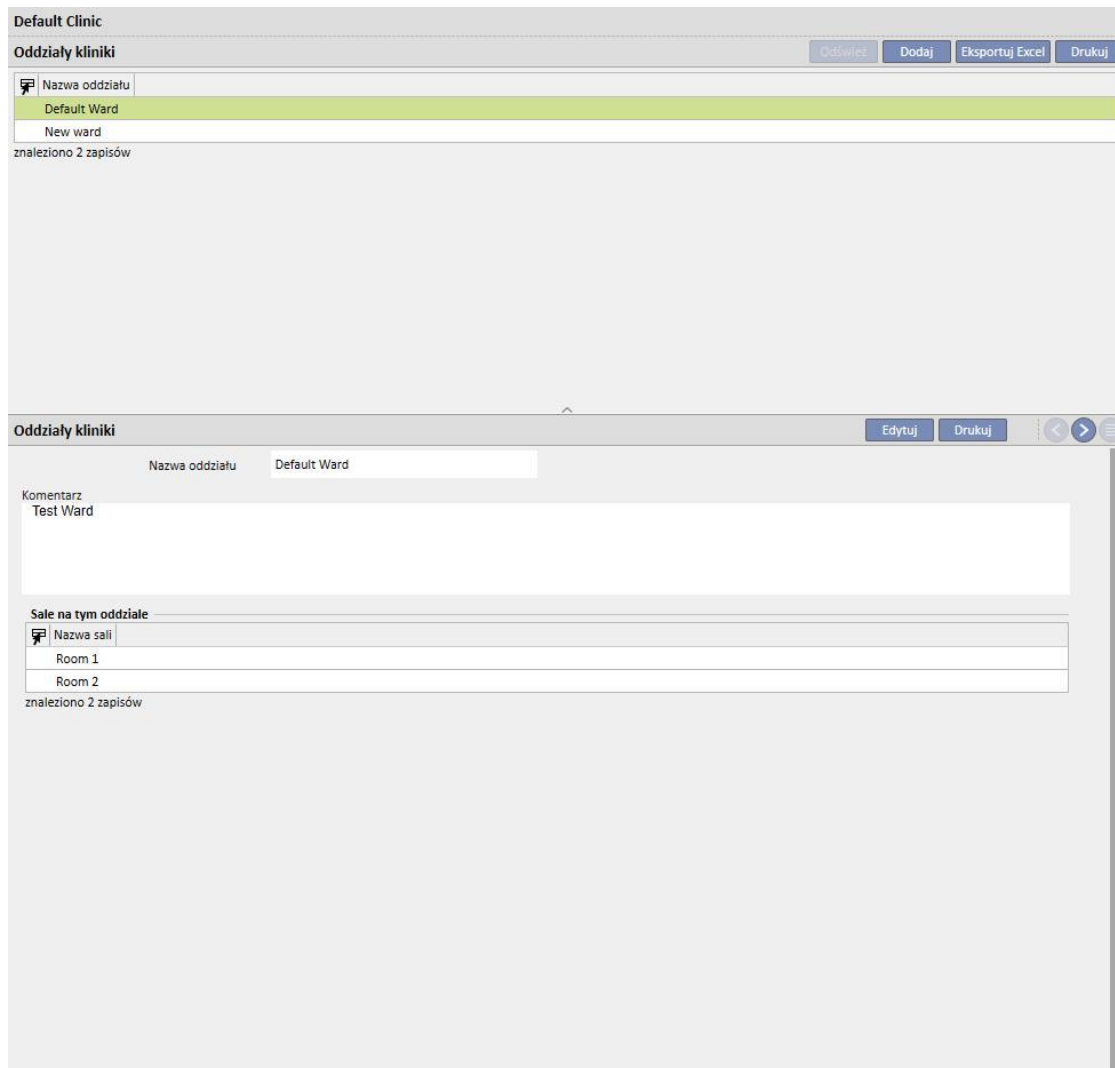 Default Clinic
Oddziały kliniki Odśwież Dodaj Eksportuj Excel Drukuj
Nazwa oddziału
Default Ward
New ward
znaleziono 2 zapisów
Oddziały kliniki Edytuj Drukuj
Nazwa oddziału Default Ward
Komentarz
Test Ward
Sale na tym oddziale
Nazwa sali
Room 1
Room 2
znaleziono 2 zapisów